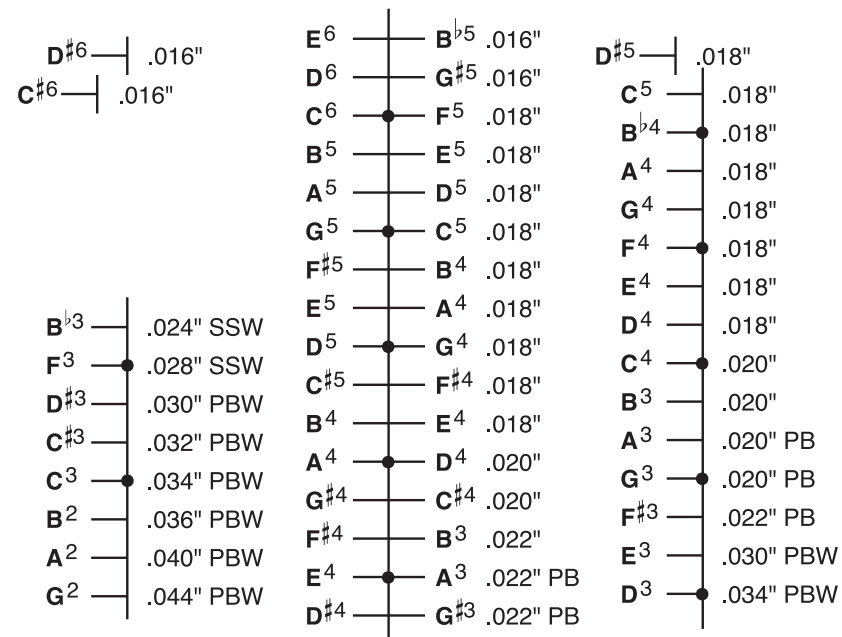 D♯6 .016"
C♯6 .016"
B♭3 .024" SSW
F3 .028" SSW
D♯3 .030" PBW
C♯3 .032" PBW
C3 .034" PBW
B2 .036" PBW
A2 .040" PBW
G2 .044" PBW
E6 B♭5 .016"
D6 G♯5 .016"
C6 F5 .018"
B5 E5 .018"
A5 D5 .018"
G5 C5 .018"
F♯5 B4 .018"
E5 A4 .018"
D5 G4 .018"
C♯5 F♯4 .018"
B4 E4 .018"
A4 D4 .020"
G♯4 C♯4 .020"
F♯4 B3 .022"
E4 A3 .022" PB
D♯4 G♯3 .022" PB
D♯5 .018"
C5 .018"
B♭4 .018"
A4 .018"
G4 .018"
F4 .018"
E4 .018"
D4 .018"
C4 .020"
B3 .020"
A3 .020" PB
G3 .020" PB
F♯3 .022" PB
E3 .030" PBW
D3 .034" PBW